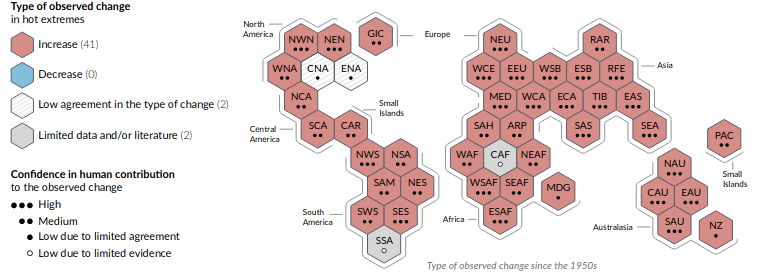 Type of observed change
in hot extremes
Increase (41)
Decrease (0)
Low agreement in the type of change (2)
Limited data and/or literature (2)
Confidence in human contribution
to the observed change
High
Medium
Low due to limited agreement
Low due to limited evidence
North
America
NWN NEN GIC
WNA CNA ENA
NCA
SCA CAR
Small
Islands
Central
America
NWS NSA
SAM NES
South
America
SWS SES
SSA
Europe
NEU RAR
WCE EEU WSB ESB RFE
Asia
MED WCA ECA TIB EAS
SAH ARP SAS SEA
WAF CAF NEAF
WSAF SEAF MDG
Africa
ESAF
PAC
Small
Islands
NAU
CAU EAU
Australasia
SAU NZ
Type of observed change since the 1950s